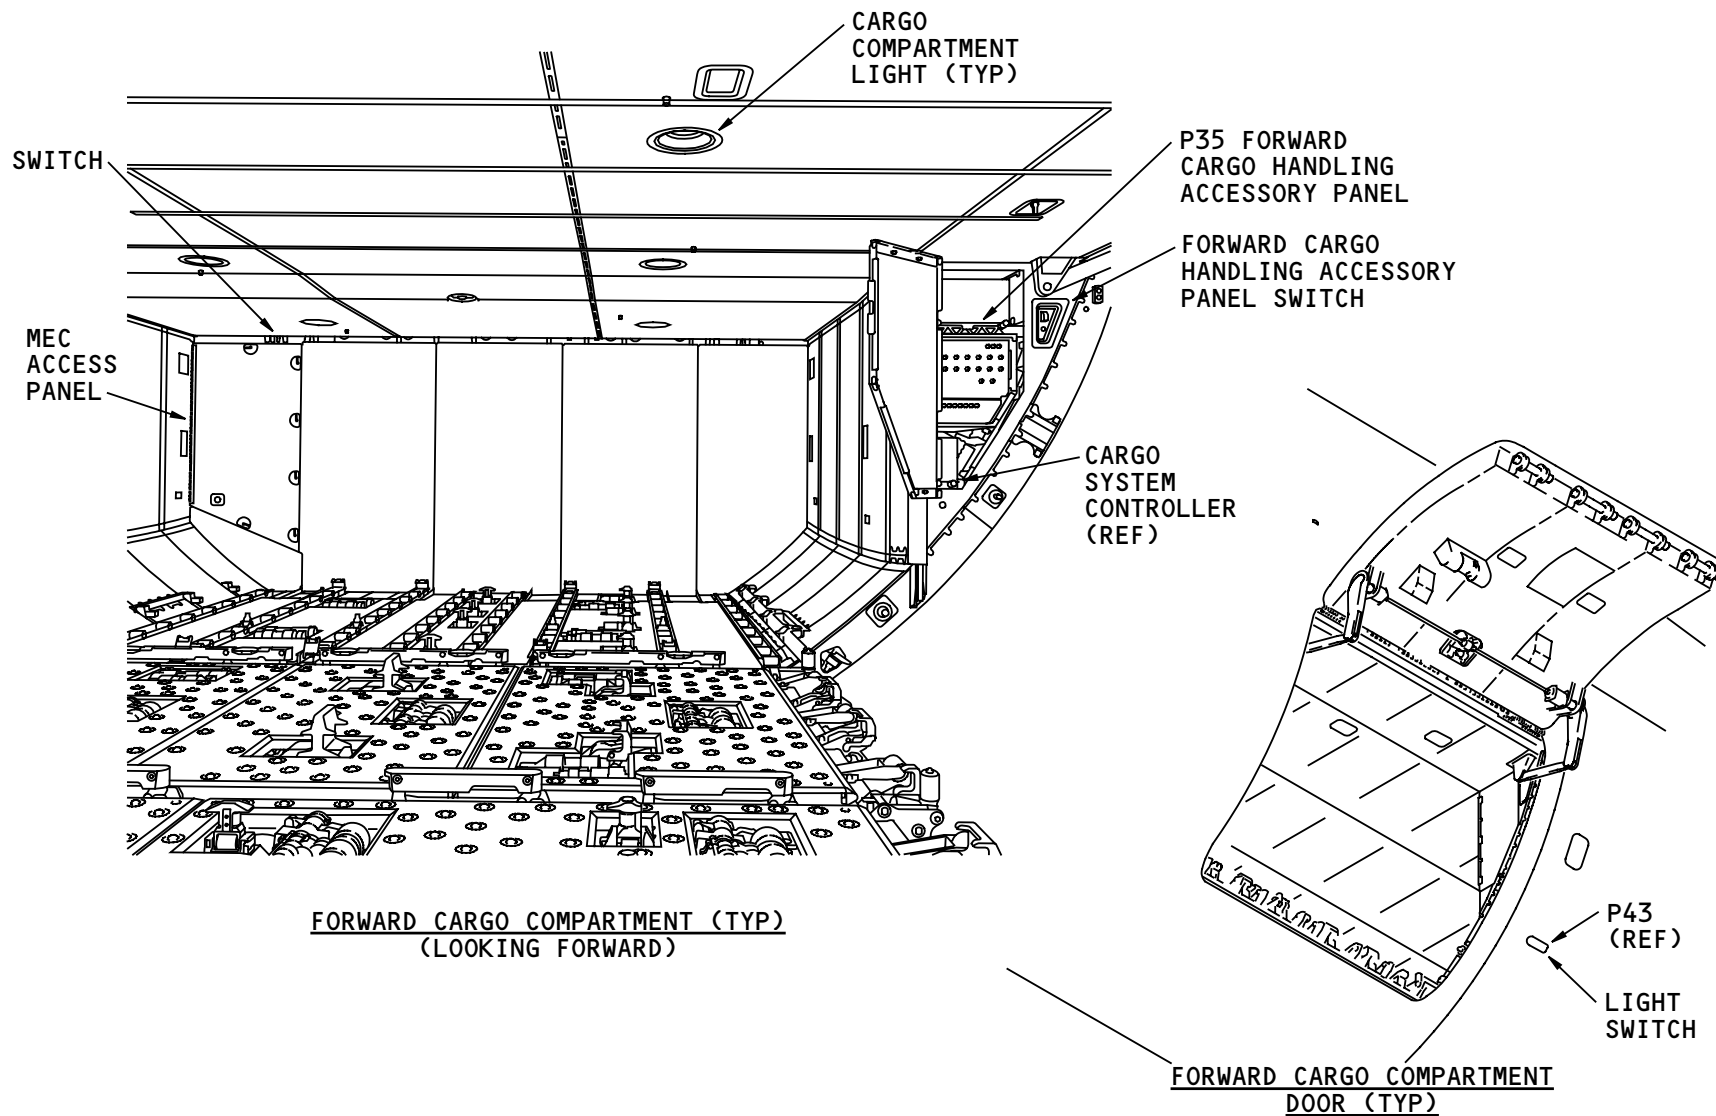 CARGO
COMPARTMENT
LIGHT (TYP)
SWITCH
P35 FORWARD
CARGO HANDLING
ACCESSORY PANEL
FORWARD CARGO
HANDLING ACCESSORY
PANEL SWITCH
MEC
ACCESS
PANEL
CARGO
SYSTEM
CONTROLLER
(REF)
FORWARD CARGO COMPARTMENT (TYP)
(LOOKING FORWARD)
P43
(REF)
LIGHT
SWITCH
FORWARD CARGO COMPARTMENT
DOOR (TYP)